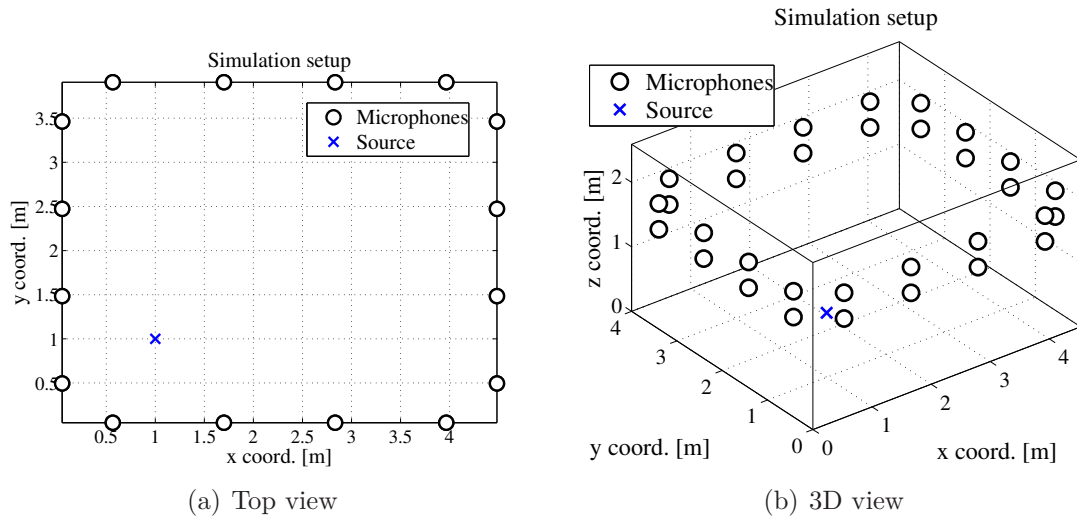 Simulation setup
Microphones
Source
3.5
3
2.5
2
1.5
1
0.5
y coord. [m]
0.5 1 1.5 2 2.5 3 3.5 4
x coord. [m]
(a) Top view
Simulation setup
Microphones
Source
2
1
0
z coord. [m]
4
3
2
1
0
y coord. [m]
0
1
2
3
4
x coord. [m]
(b) 3D view